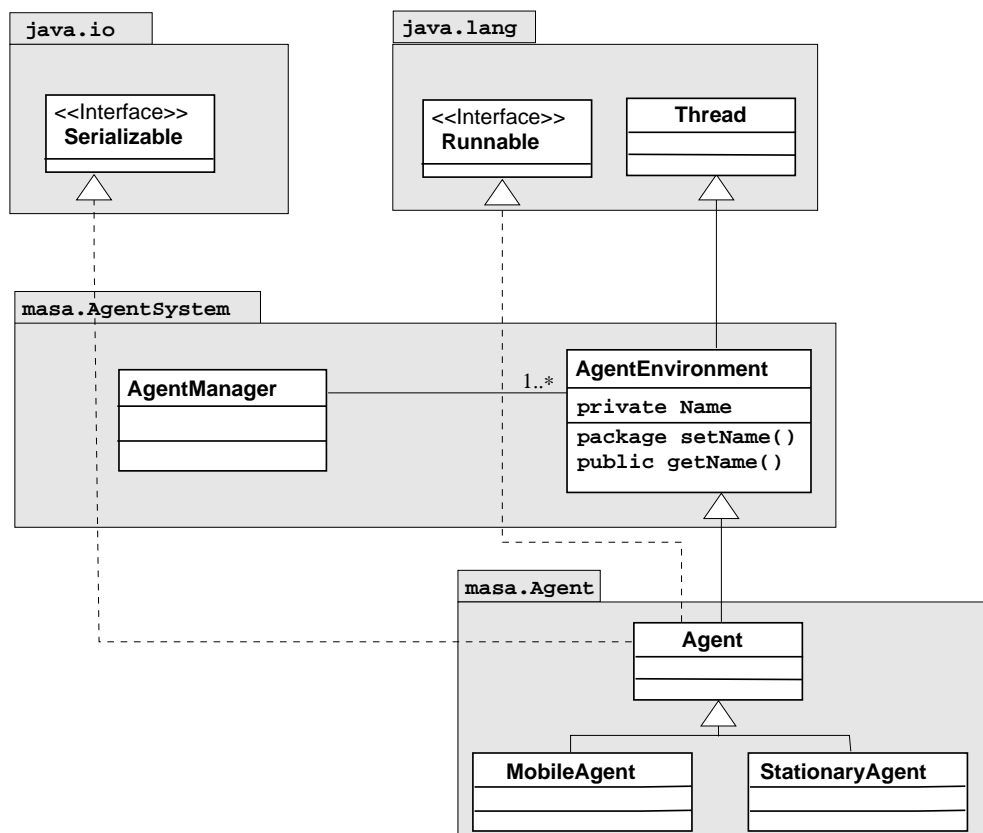 java.io
java.lang
<<Interface>>
Serializable
<<Interface>>
Runnable
Thread
masa.AgentSystem
AgentManager
1..*
AgentEnvironment
private Name
package setName()
public getName()
masa.Agent
Agent
MobileAgent
StationaryAgent